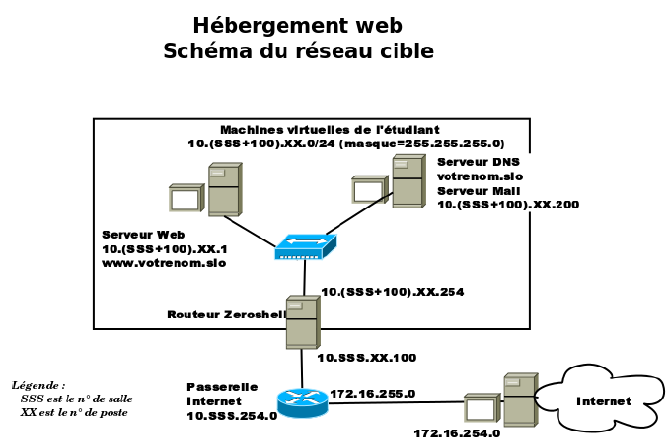 Hébergement web
Schéma du réseau cible
Machines virtuelles de l'étudiant
10.(SSS+100).XX.0/24 (masque=255.255.255.0)
Serveur DNS
votrenom.sio
Serveur Mail
10.(SSS+100).XX.200
Serveur Web
10.(SSS+100).XX.1
www.votrenom.sio
10.(SSS+100).XX.254
Routeur Zeroshell
10.SSS.XX.100
Légende :
SSS est le n° de salle
XX est le n° de poste
Passerelle
Internet
10.SSS.254.0
172.16.255.0
Internet
172.16.254.0